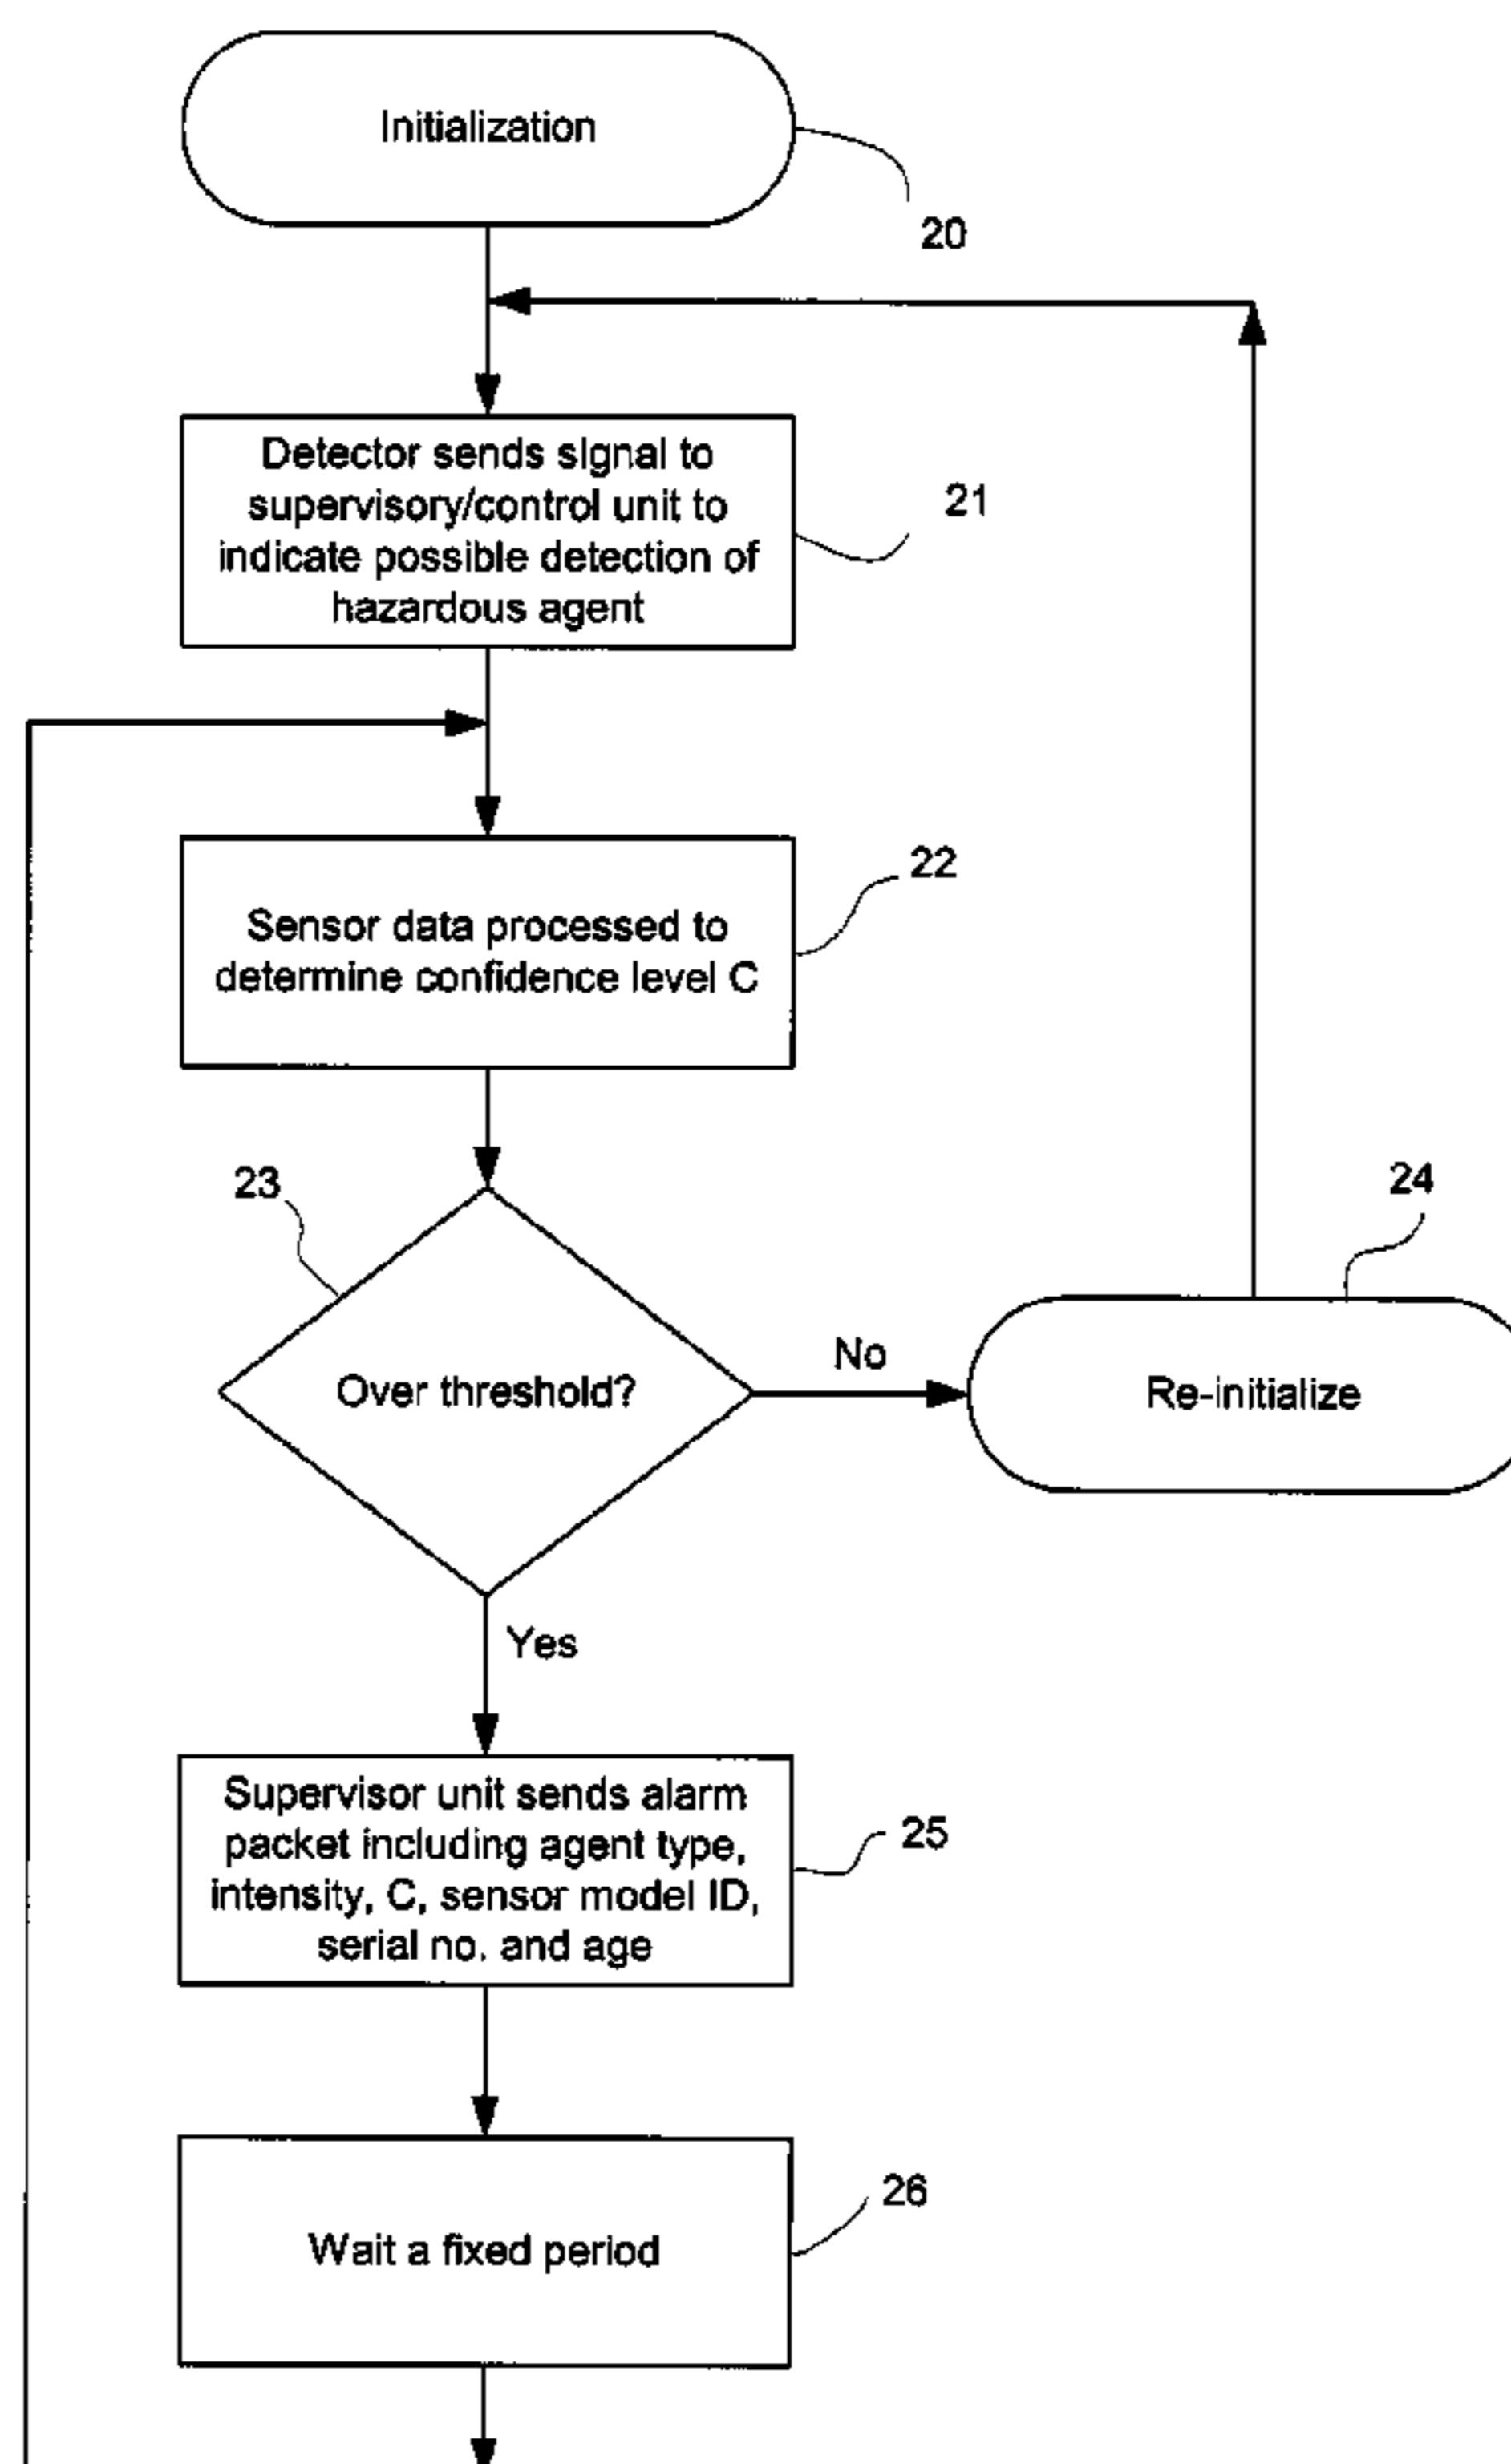 Initialization
20
Detector sends signal to
supervisory/control unit to
indicate possible detection of
hazardous agent
21
22
Sensor data processed to
determine confidence level C
23
24
Over threshold?
No
Re-initialize
Yes
Supervisor unit sends alarm
packet including agent type,
intensity, C, sensor model ID,
serial no. and age
25
26
Wait a fixed period